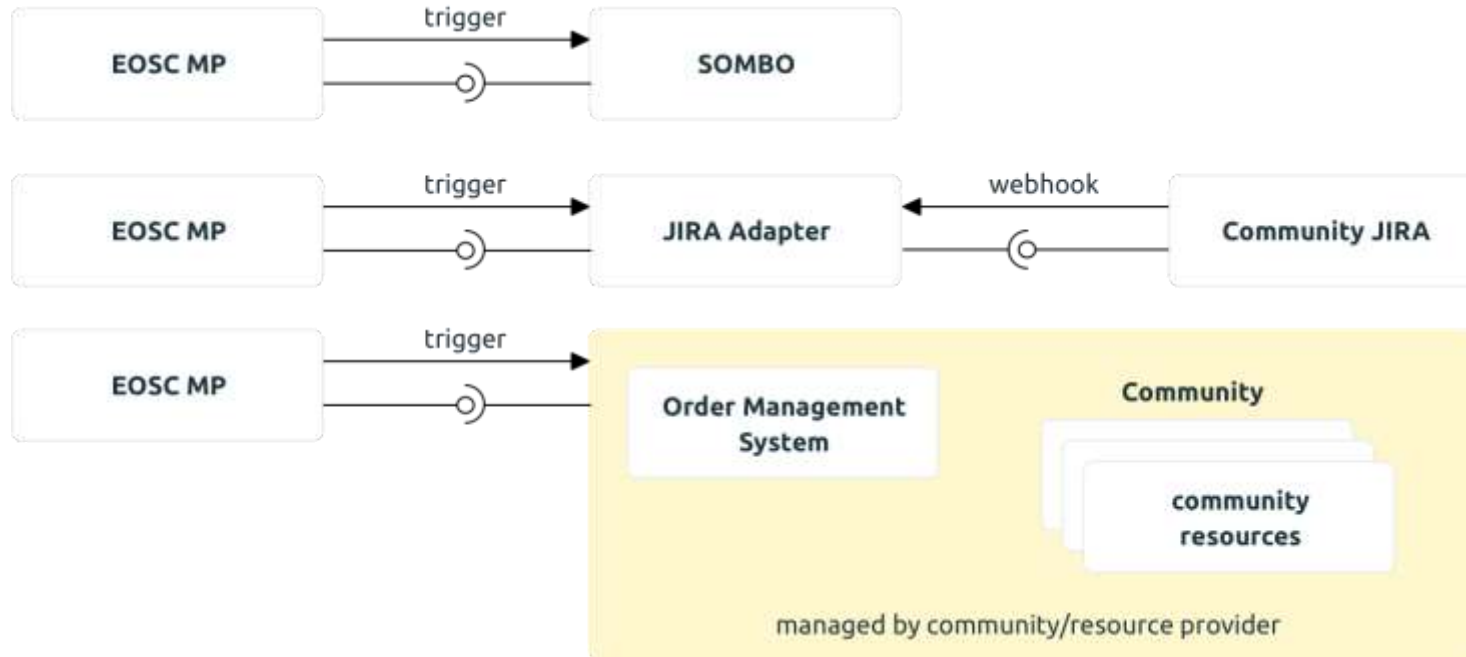 trigger
EOSC MP
SOMBO
trigger
webhook
EOSC MP
JIRA Adapter
Community JIRA
trigger
EOSC MP
Order Management
System
Community
community
resources
managed by community/resource provider